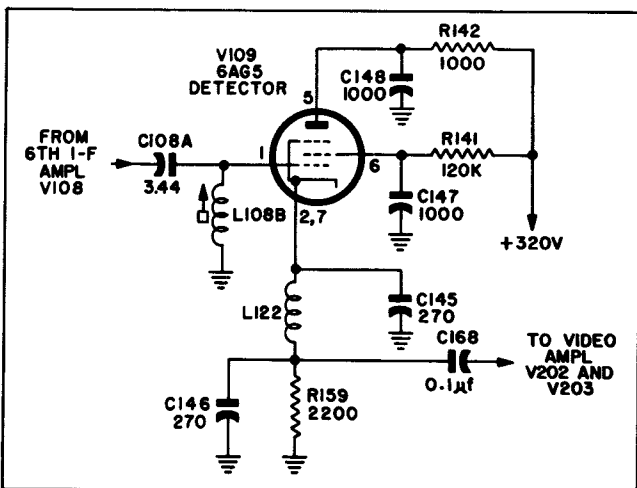 R142
1000
V109
6AG5
DETECTOR
C148
1000
5
FROM
6TH I-F
AMPL
V108
C108A
3.44
1
6
R141
120K
L108B
2,7
C147
1000
+320V
L122
C145
270
C168
0.1µf
TO VIDEO
AMPL
V202 AND
V203
C146
270
R159
2200